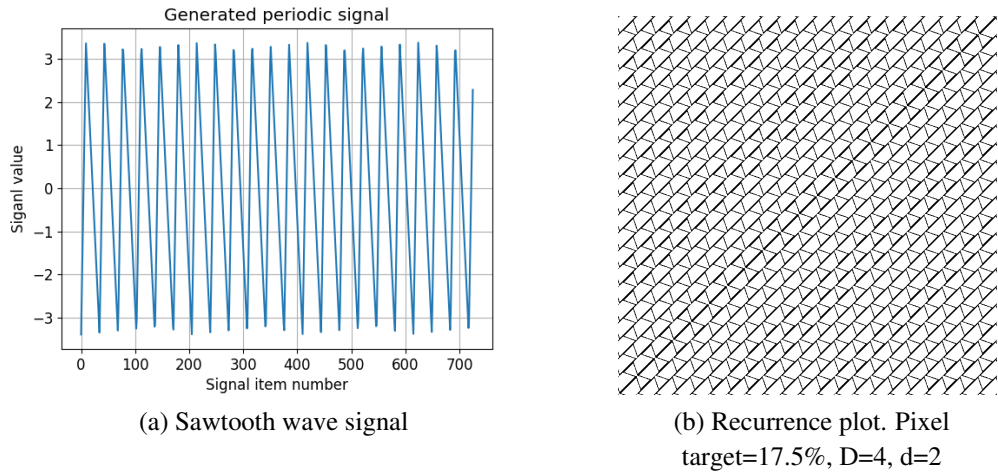 Generated periodic signal
3
2
1
0
−1
−2
−3
Siganl value
0 100 200 300 400 500 600 700
Signal item number
(a) Sawtooth wave signal
(b) Recurrence plot. Pixel
target=17.5%, D=4, d=2